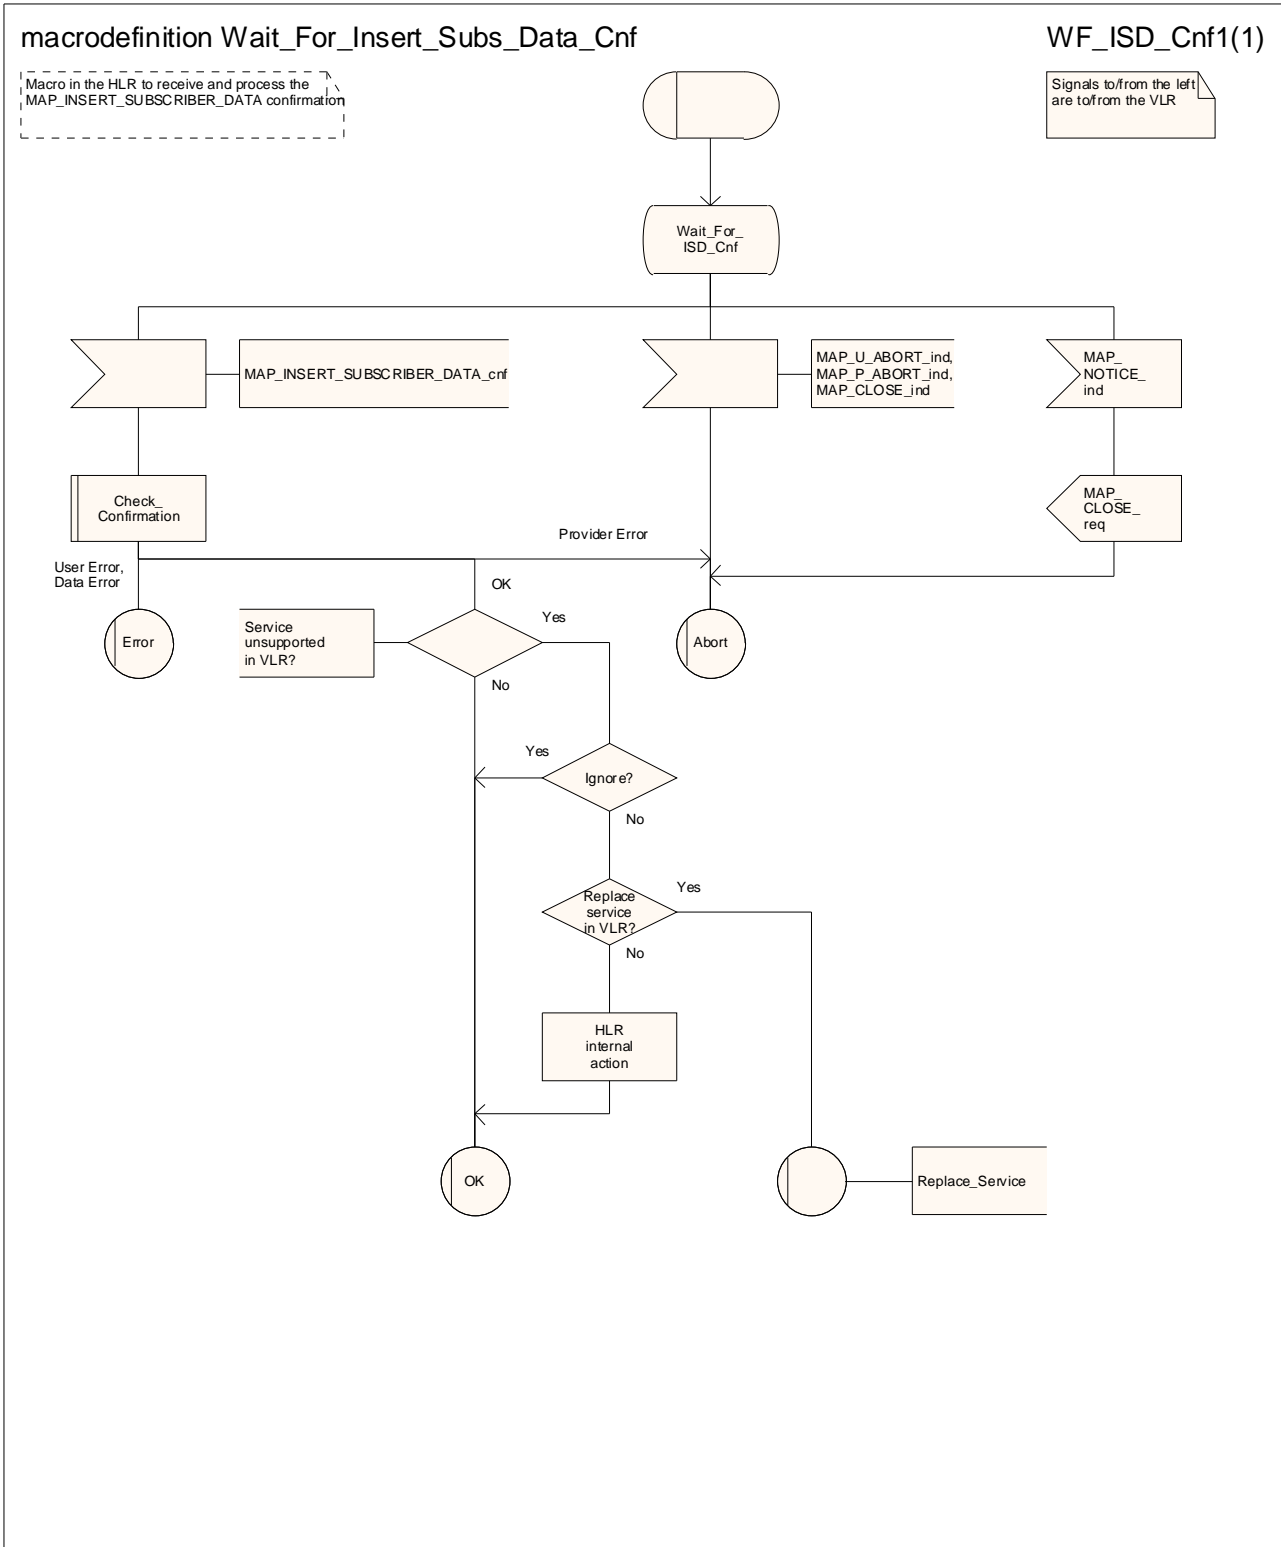 macrodefinition Wait_For_Insert_Subs_Data_Cnf
WF_ISD_Cnf1(1)
Macro in the HLR to receive and process the
MAP_INSERT_SUBSCRIBER_DATA confirmation
Signals to/from the left
are to/from the VLR
Wait_For_
ISD_Cnf
MAP_INSERT_SUBSCRIBER_DATA_cnf
MAP_U_ABORT_ind,
MAP_P_ABORT_ind,
MAP_CLOSE_ind
MAP_
NOTICE_
ind
Check_
Confirmation
MAP_
CLOSE_
req
Provider Error
User Error,
Data Error
OK
Error
Service
unsupported
in VLR?
Yes
No
Abort
Yes
Ignore?
No
Replace
service
in VLR?
Yes
No
HLR
internal
action
OK
Replace_Service